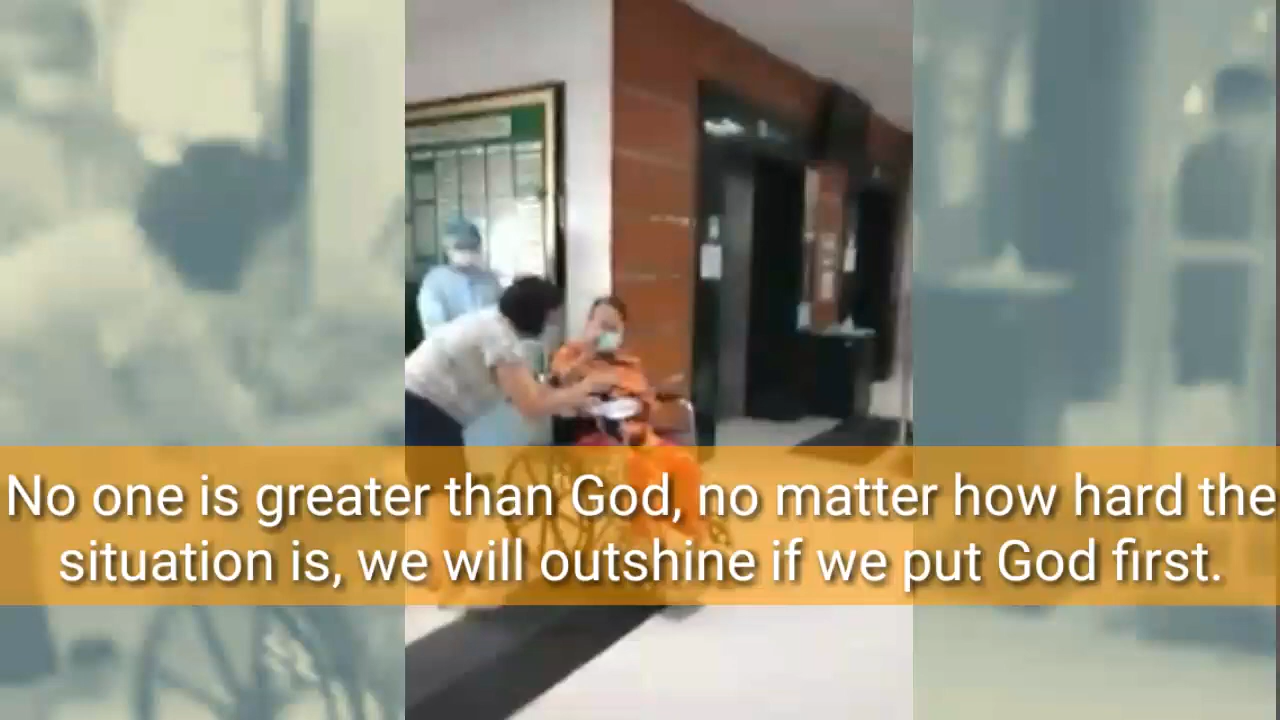 No one is greater than God, no matter how hard the
situation is, we will outshine if we put God first.